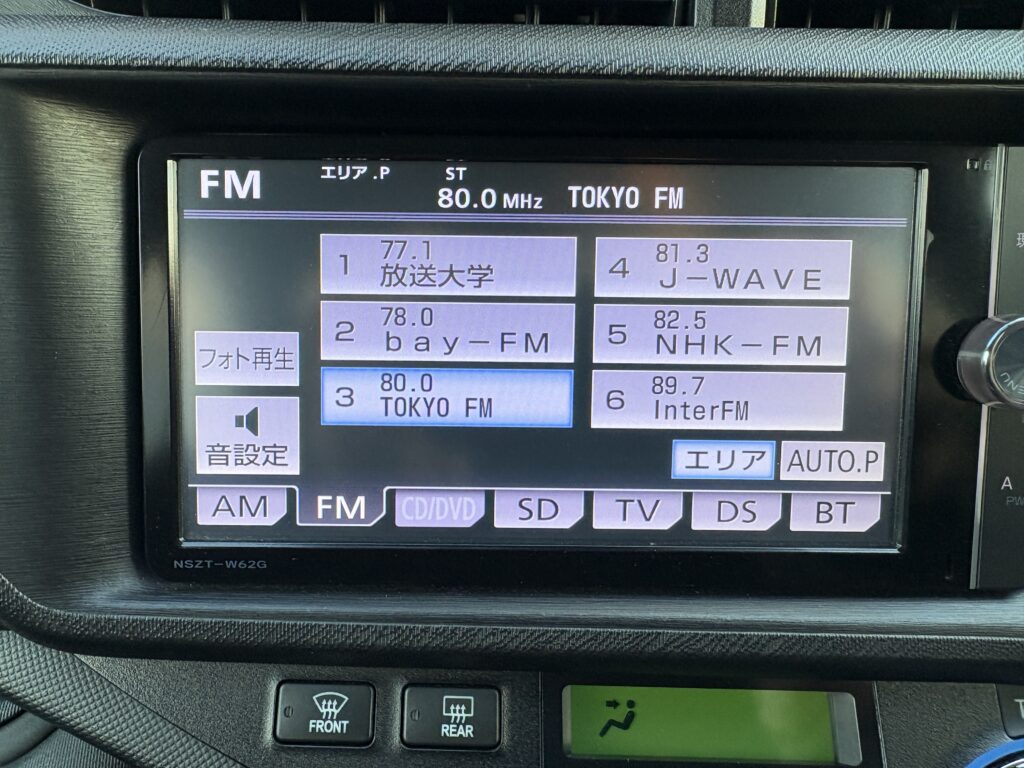 FM
エリア.P
ST
80.0 MHz TOKYO FM
1 77.1
放送大学
4 81.3
J-WAVE
2 78.0
bay-FM
5 82.5
NHK-FM
3 80.0
TOKYO FM
6 89.7
InterFM
フォト再生
音設定
エリア
AUTO.P
AM
FM
CD/DVD
SD
TV
DS
BT
NSZT-W62G
A
FRONT
REAR